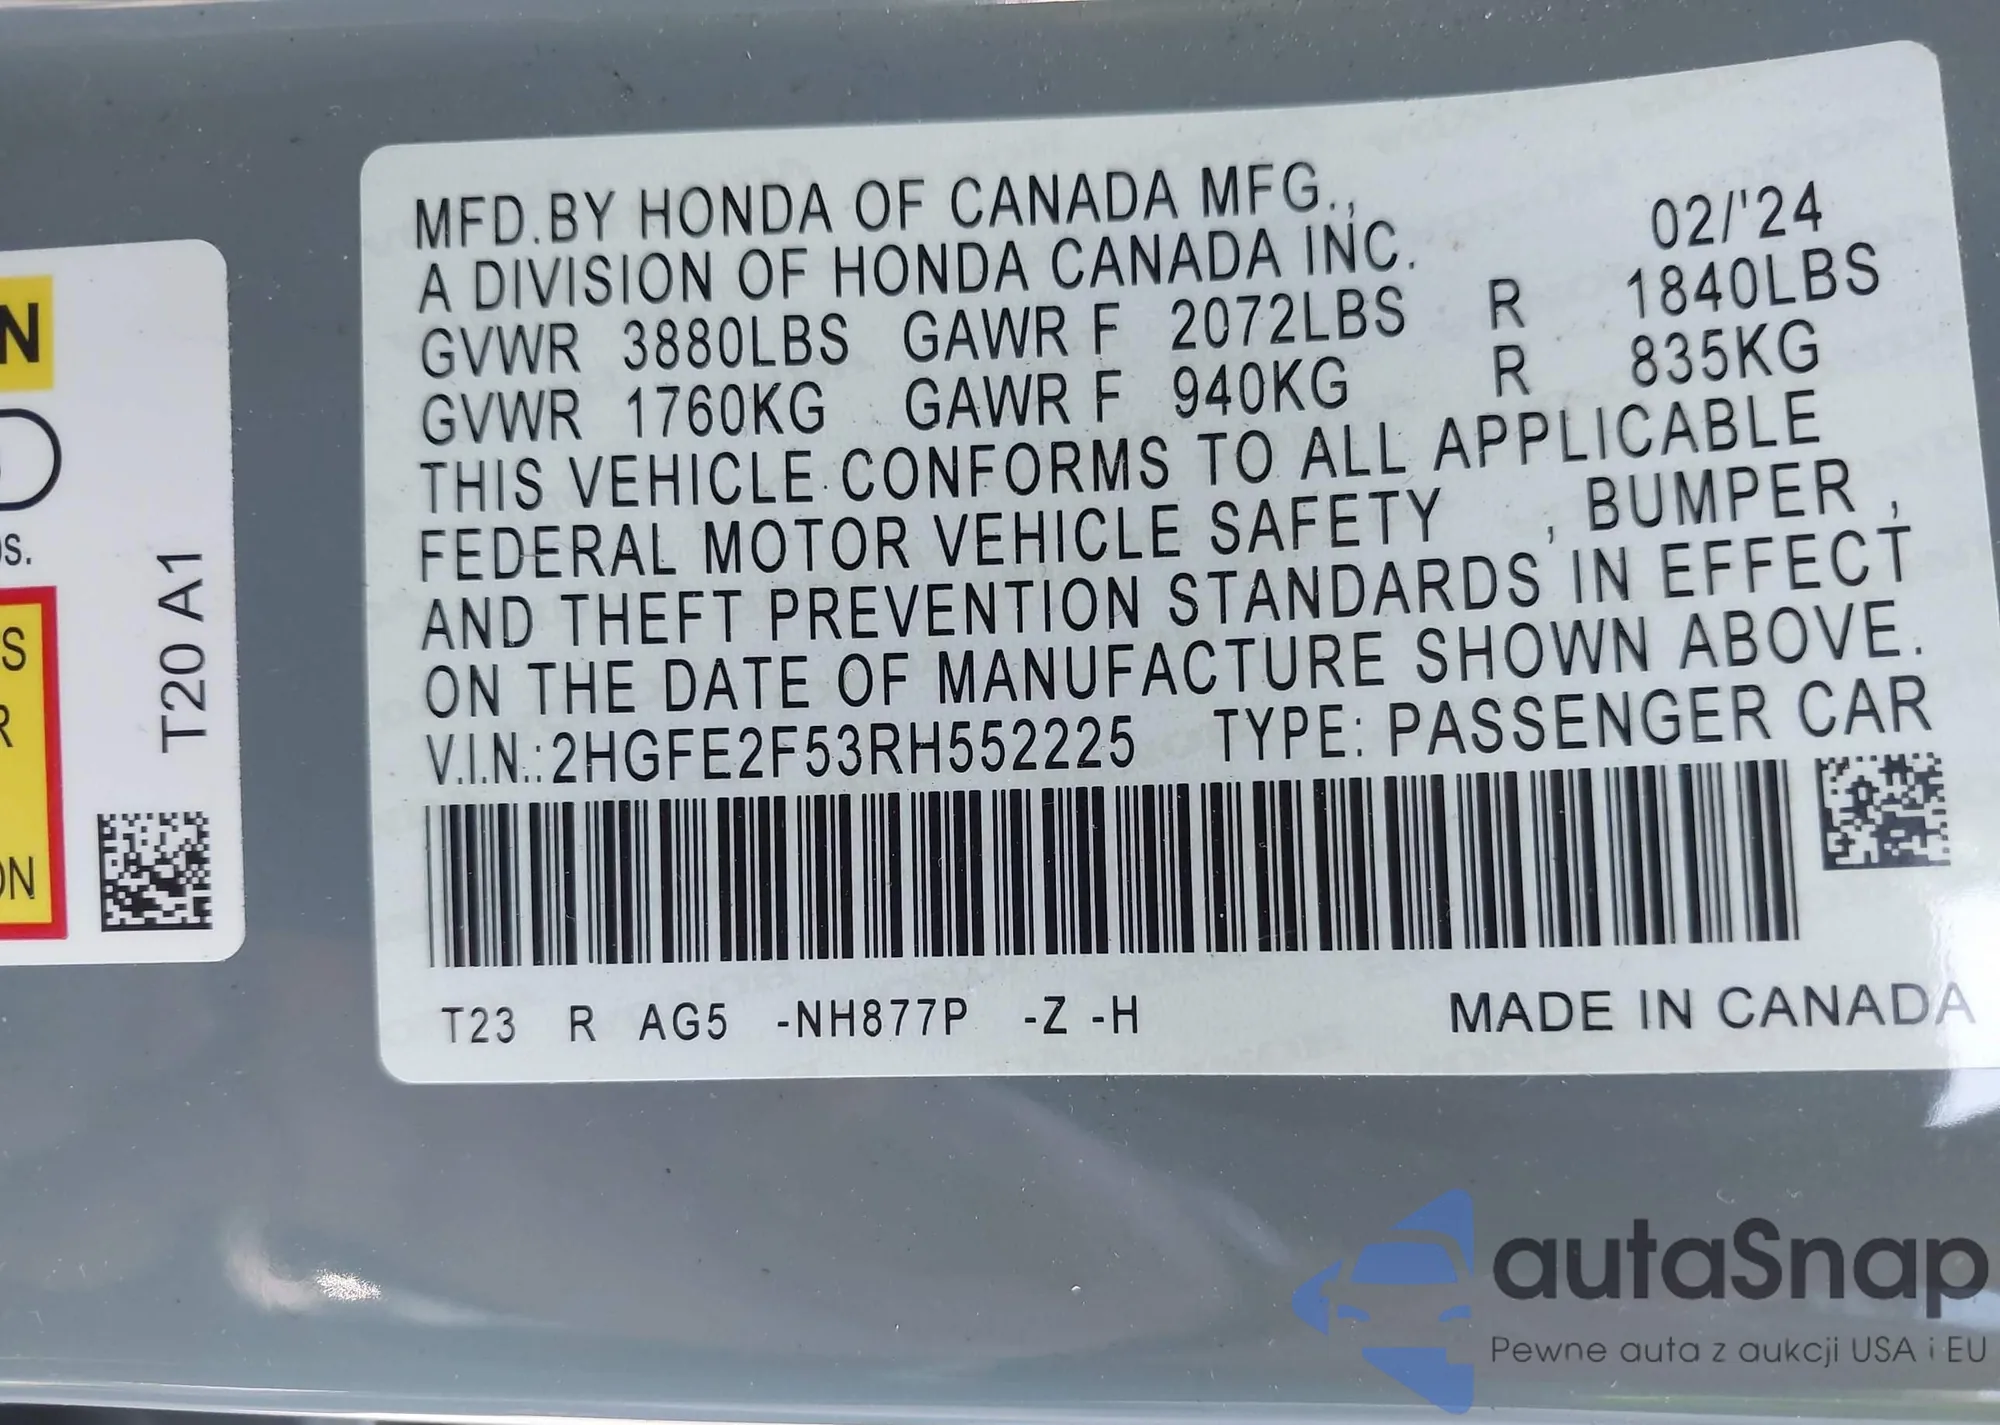 MFD.BY HONDA OF CANADA MFG.,
A DIVISION OF HONDA CANADA INC.
02/'24
GVWR 3880LBS GAWR F 2072LBS R 1840LBS
GVWR 1760KG GAWR F 940KG R 835KG
THIS VEHICLE CONFORMS TO ALL APPLICABLE
FEDERAL MOTOR VEHICLE SAFETY , BUMPER ,
AND THEFT PREVENTION STANDARDS IN EFFECT
ON THE DATE OF MANUFACTURE SHOWN ABOVE.
V.I.N.:2HGFE2F53RH552225 TYPE: PASSENGER CAR
T23 R AG5 -NH877P -Z -H MADE IN CANADA
T20 A1
autaSnap
Pewne auta z aukcji USA i EU